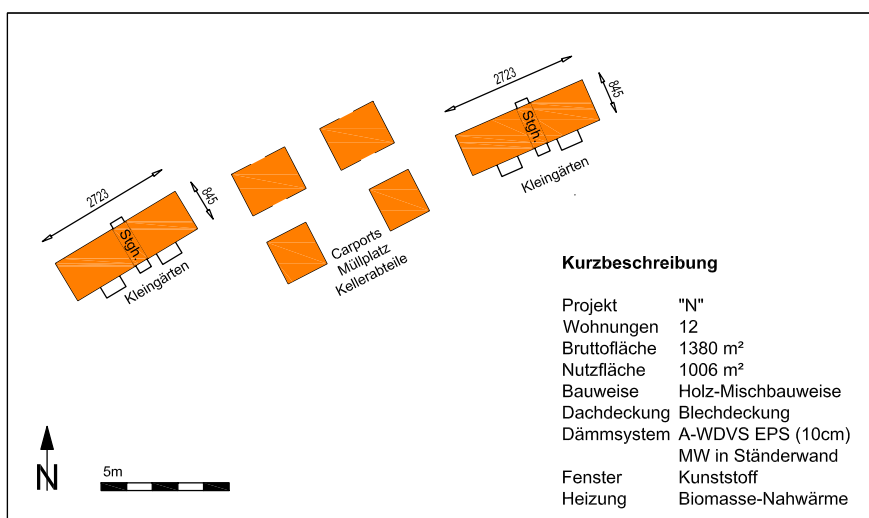 2723
845
Stgh.
Kleingärten
2723
845
Stgh.
Kleingärten
Carports
Müllplatz
Kellerabteile
Kurzbeschreibung
Projekt "N"
Wohnungen 12
Bruttofläche 1380 m²
Nutzfläche 1006 m²
Bauweise Holz-Mischbauweise
Dachdeckung Blechdeckung
Dämmsystem A-WDVS EPS (10cm)
MW in Ständerwand
Fenster Kunststoff
Heizung Biomasse-Nahwärme
N
5m